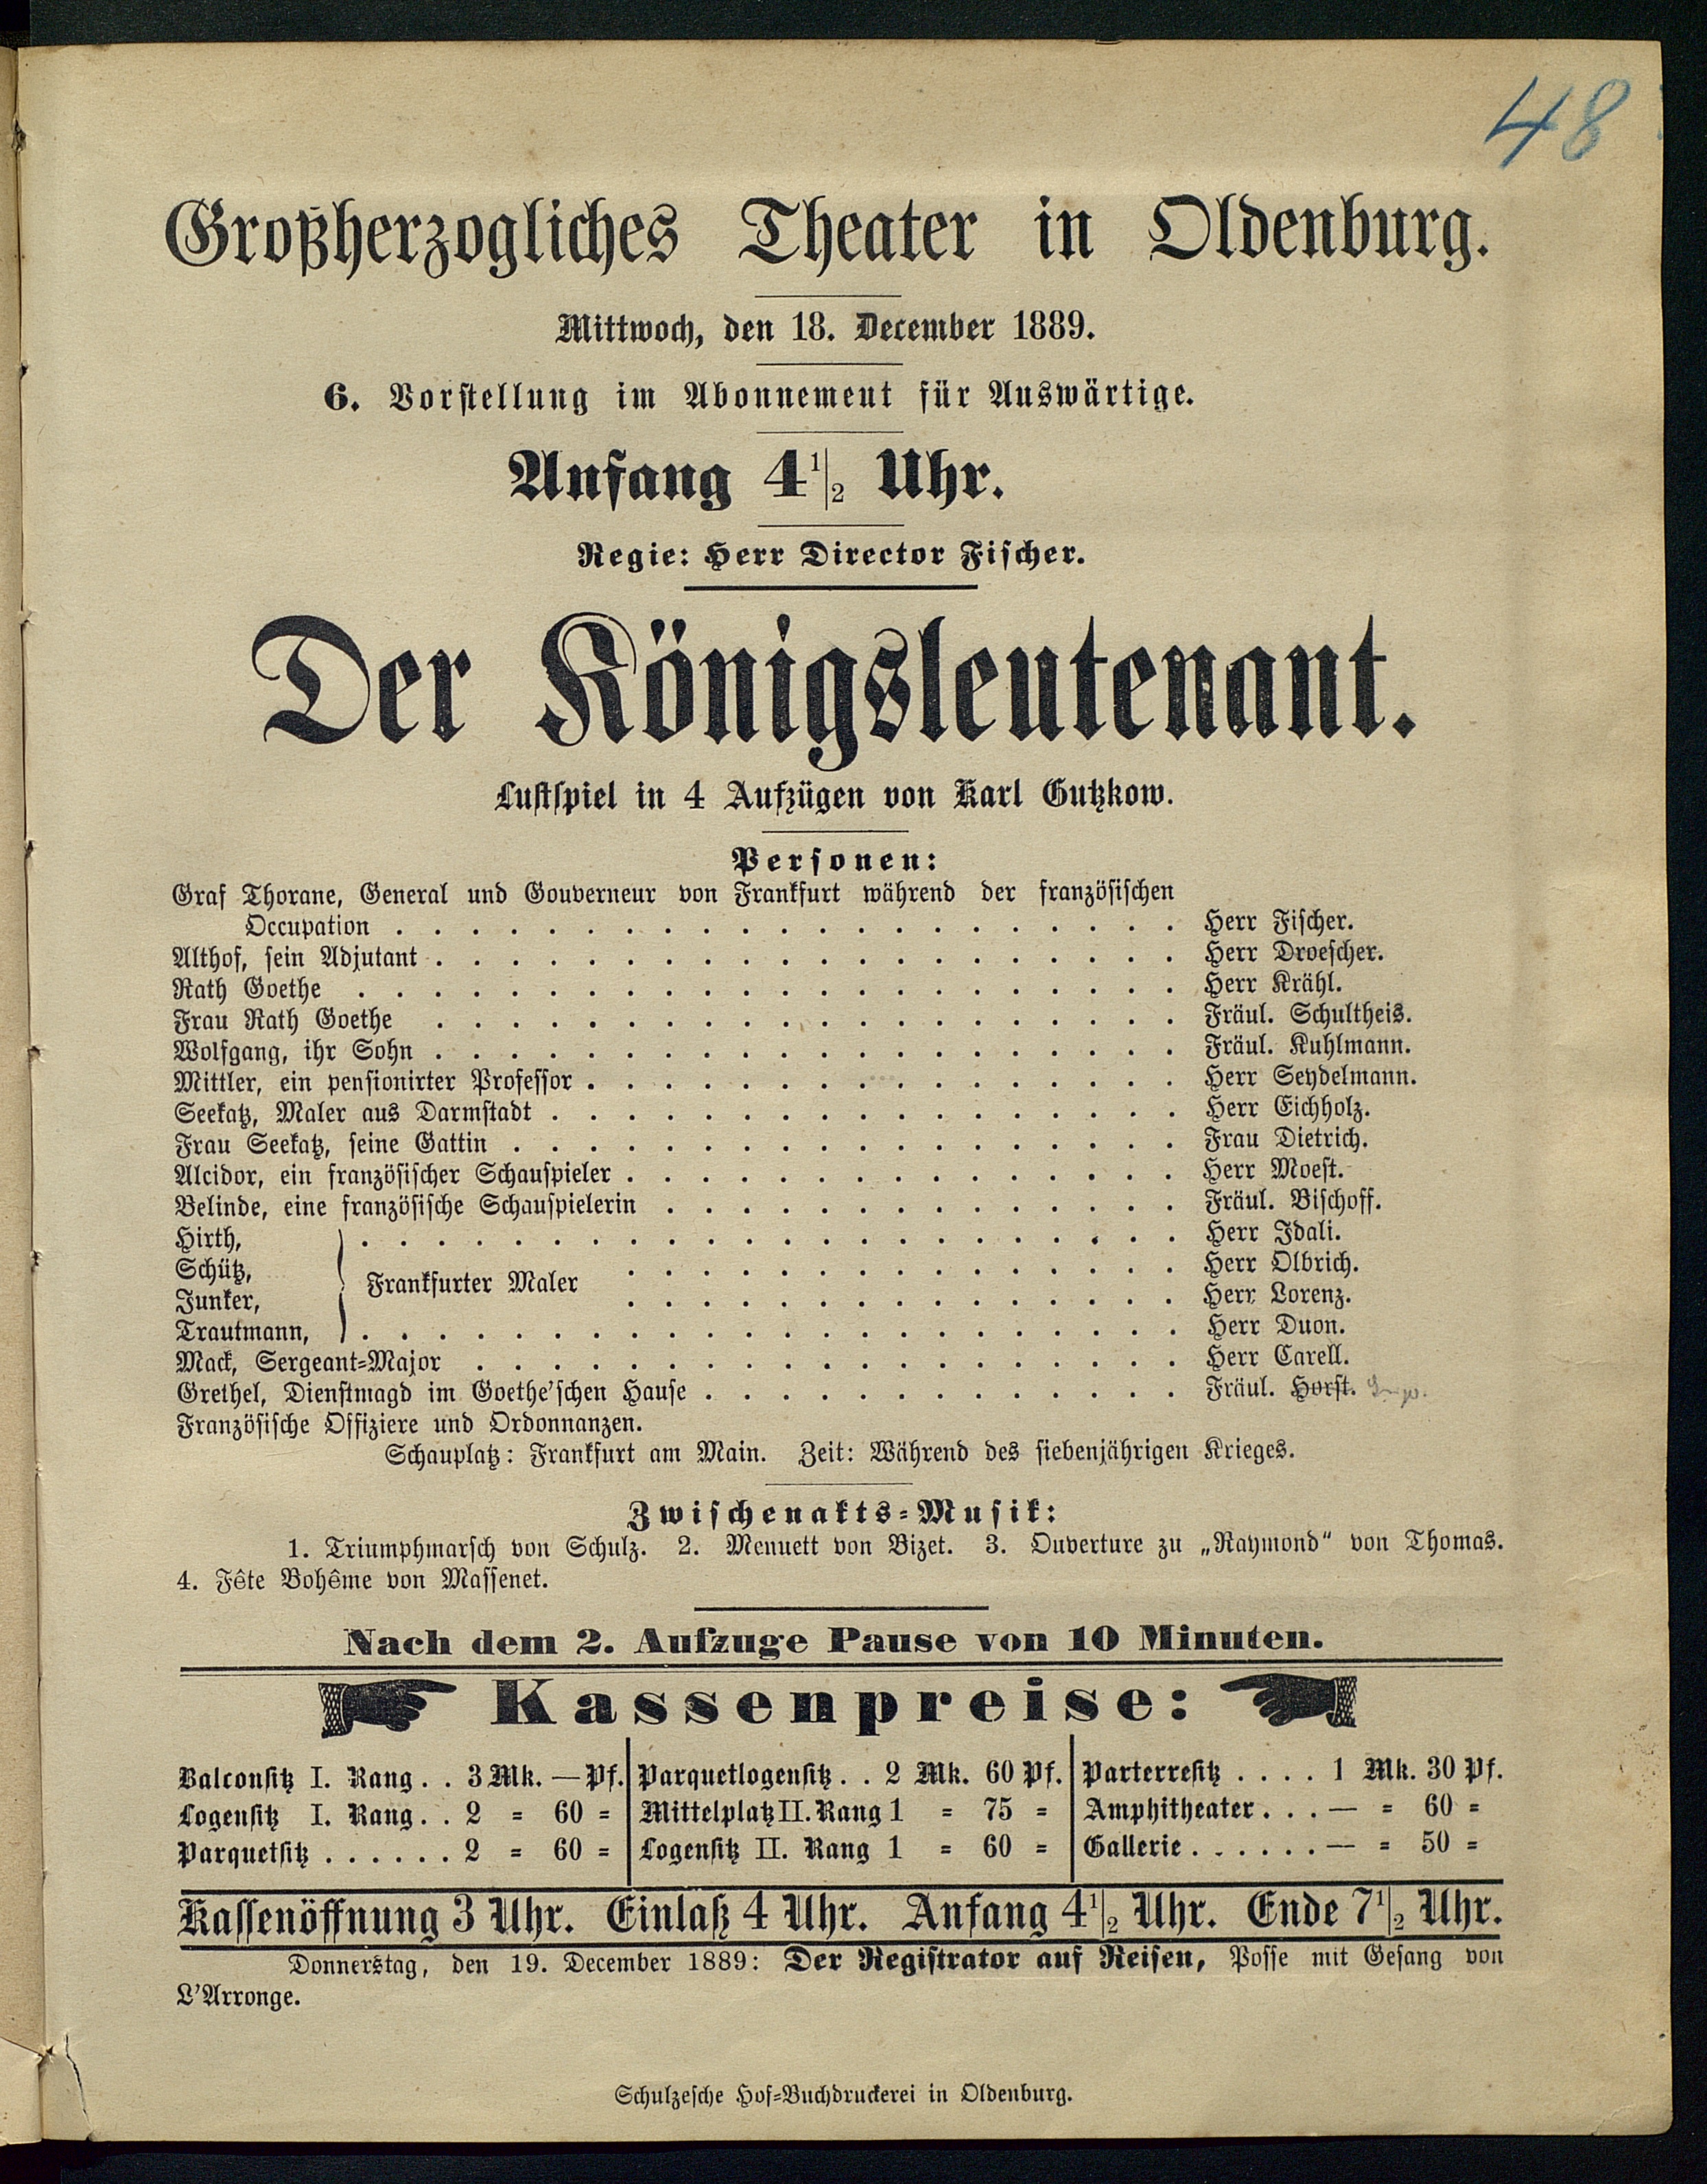 48
Großherzogliches Theater in Oldenburg.
Mittwoch, den 18. December 1889.
6. Vorstellung im Abonnement für Auswärtige.
Anfang 4 1/2 Uhr.
Regie: Herr Director Fischer.
Der Königsleutenant.
Lustspiel in 4 Aufzügen von Karl Gutzkow.
Personen:
Graf Thorane, General und Gouverneur von Frankfurt während der französischen
Occupation . . . . . . . . . . . . . . . . . . . . . Herr Fischer.
Althof, sein Adjutant . . . . . . . . . . . . . . . . . . . . Herr Droescher.
Rath Goethe . . . . . . . . . . . . . . . . . . . . . . Herr Krähl.
Frau Rath Goethe . . . . . . . . . . . . . . . . . . . . Fräul. Schultheis.
Wolfgang, ihr Sohn . . . . . . . . . . . . . . . . . . . . Fräul. Kuhlmann.
Mittler, ein pensionirter Professor . . . . . . . . . . . . . . . . Herr Seydelmann.
Seekatz, Maler aus Darmstadt . . . . . . . . . . . . . . . . . Herr Eichholz.
Frau Seekatz, seine Gattin . . . . . . . . . . . . . . . . . . Frau Dietrich.
Alcidor, ein französischer Schauspieler . . . . . . . . . . . . . . . Herr Moest.
Belinde, eine französische Schauspielerin . . . . . . . . . . . . . . Fräul. Bischoff.
Hirth, . . . . . . . . . . . . . . . . . . . . . . Herr Idali.
Schütz, . . . . . . . . . . . . . . . Herr Olbrich.
Frankfurter Maler
Junker, . . . . . . . . . . . . . . . Herr Lorenz.
Trautmann, . . . . . . . . . . . . . . . . . . . . . . Herr Duon.
Mack, Sergeant-Major . . . . . . . . . . . . . . . . . . . Herr Carell.
Grethel, Dienstmagd im Goethe'schen Hause . . . . . . . . . . . . . Fräul. Horst.
Französische Offiziere und Ordonnanzen.
Schauplatz: Frankfurt am Main. Zeit: Während des siebenjährigen Krieges.
Zwischenakts-Musik:
1. Triumphmarsch von Schulz. 2. Menuett von Bizet. 3. Ouverture zu „Raymond“ von Thomas.
4. Fête Bohême von Massenet.
Nach dem 2. Aufzuge Pause von 10 Minuten.
Kassenpreise:
Balconsitz I. Rang . . 3 Mk. — Pf. Parquetlogensitz . . 2 Mk. 60 Pf. Parterresitz . . . . 1 Mk. 30 Pf.
Logensitz I. Rang . . 2 = 60 = Mittelplatz II. Rang 1 = 75 = Amphitheater . . . — = 60 =
Parquetsitz . . . . . . 2 = 60 = Logensitz II. Rang 1 = 60 = Gallerie . . . . . . — = 50 =
Kassenöffnung 3 Uhr. Einlaß 4 Uhr. Anfang 4 1/2 Uhr. Ende 7 1/2 Uhr.
Donnerstag, den 19. December 1889: Der Registrator auf Reisen, Posse mit Gesang von
L'Arronge.
Schulzesche Hof-Buchdruckerei in Oldenburg.